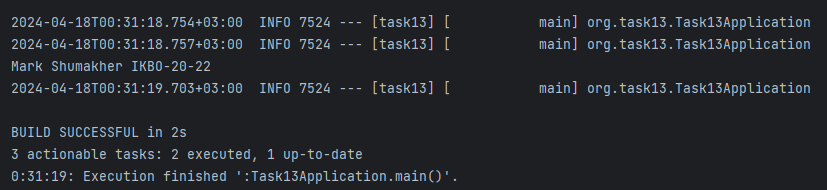 2024-04-18T00:31:18.754+03:00  INFO 7524 --- [task13] [           main] org.task13.Task13Application
2024-04-18T00:31:18.757+03:00  INFO 7524 --- [task13] [           main] org.task13.Task13Application
Mark Shumakher IKBO-20-22
2024-04-18T00:31:19.703+03:00  INFO 7524 --- [task13] [           main] org.task13.Task13Application
BUILD SUCCESSFUL in 2s
3 actionable tasks: 2 executed, 1 up-to-date
0:31:19: Execution finished ':Task13Application.main()'.